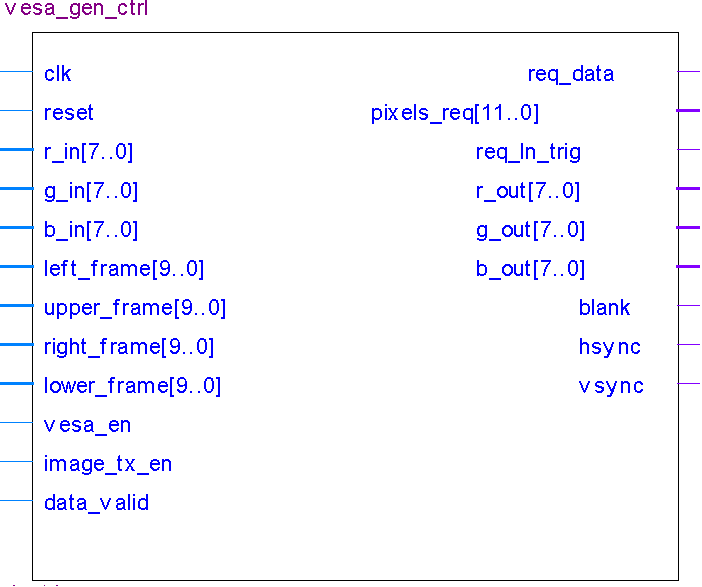 vesa_gen_ctrl
clk
req_data
reset
pixels_req[11..0]
r_in[7..0]
req_ln_trig
g_in[7..0]
r_out[7..0]
b_in[7..0]
g_out[7..0]
left_frame[9..0]
b_out[7..0]
upper_frame[9..0]
blank
right_frame[9..0]
hsync
lower_frame[9..0]
vsync
vesa_en
image_tx_en
data_valid